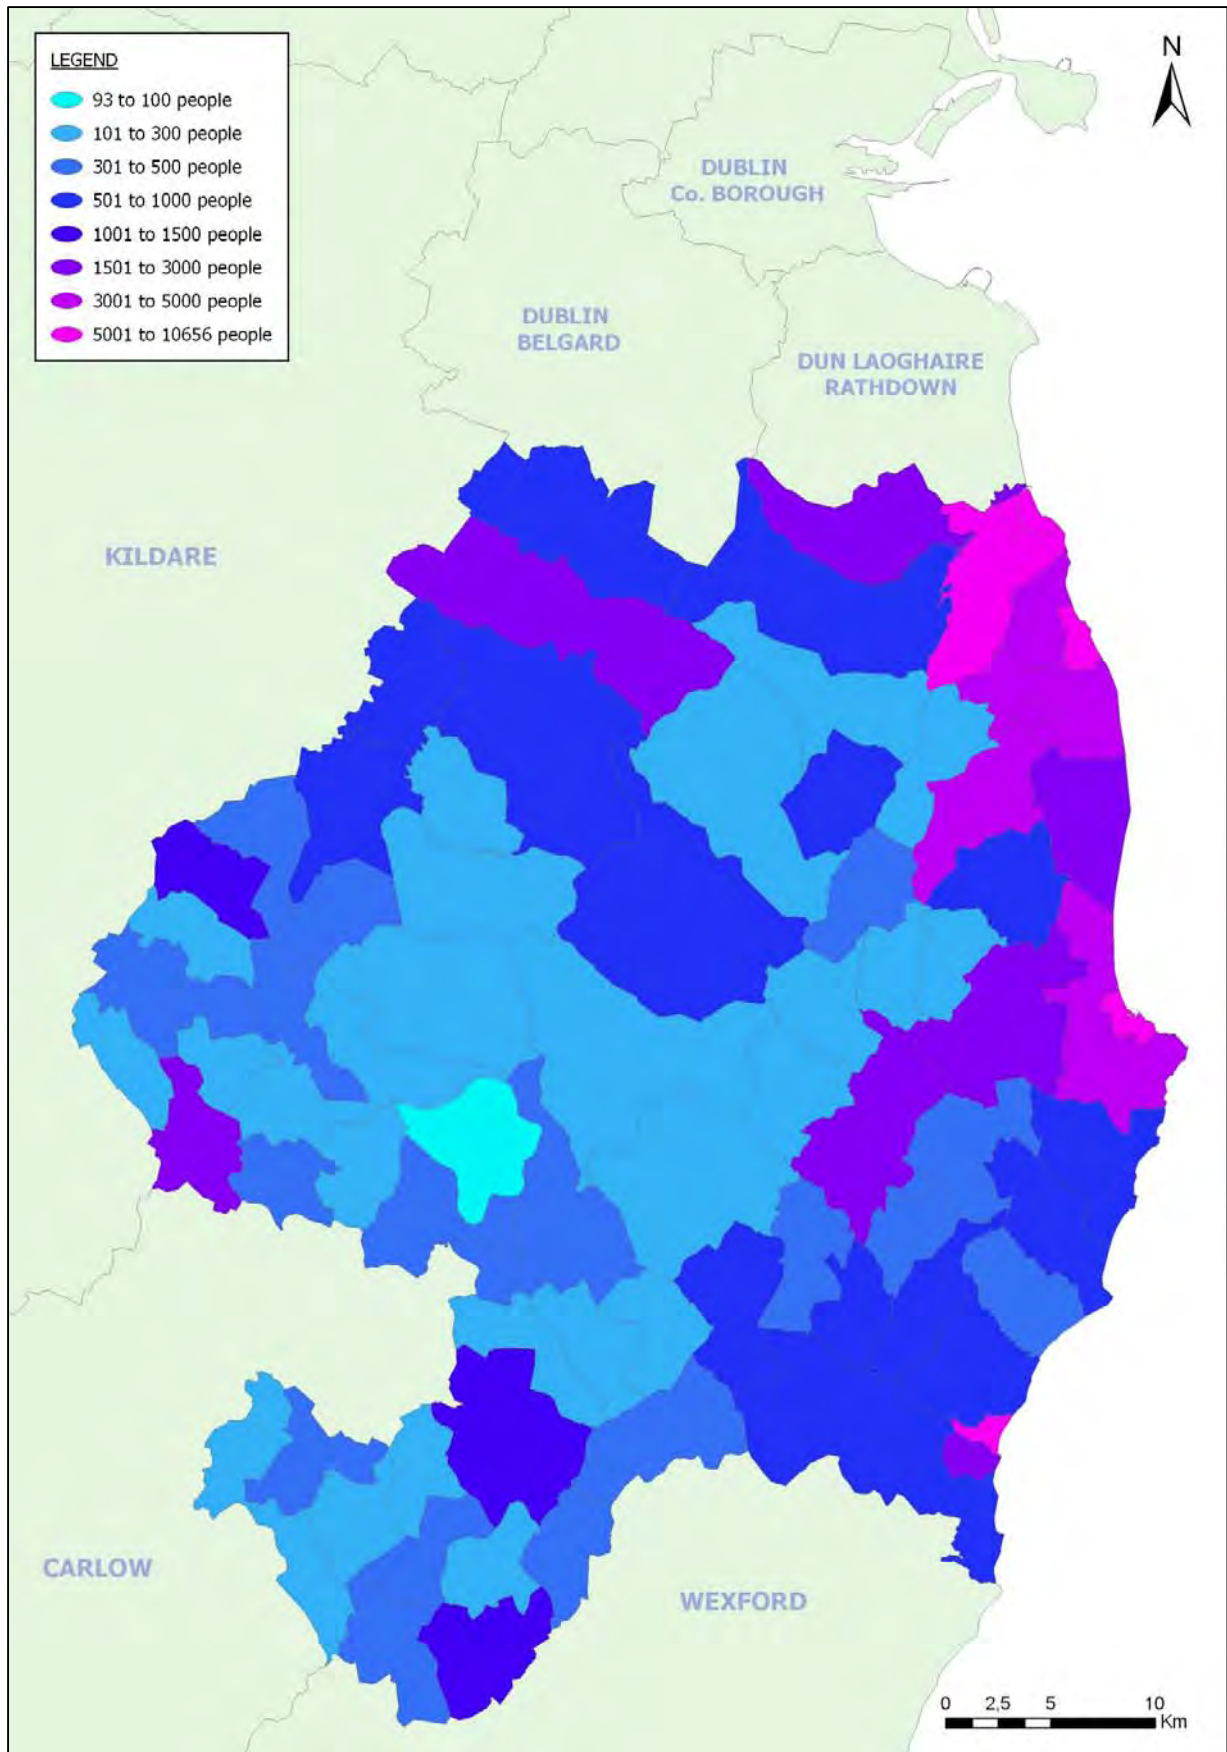 LEGEND
93 to 100 people
101 to 300 people
301 to 500 people
501 to 1000 people
1001 to 1500 people
1501 to 3000 people
3001 to 5000 people
5001 to 10656 people
N
DUBLIN
Co. BOROUGH
DUBLIN
BELGARD
DUN LAOGHAIRE
RATHDOWN
KILDARE
CARLOW
WEXFORD
0 2,5 5 10
Km